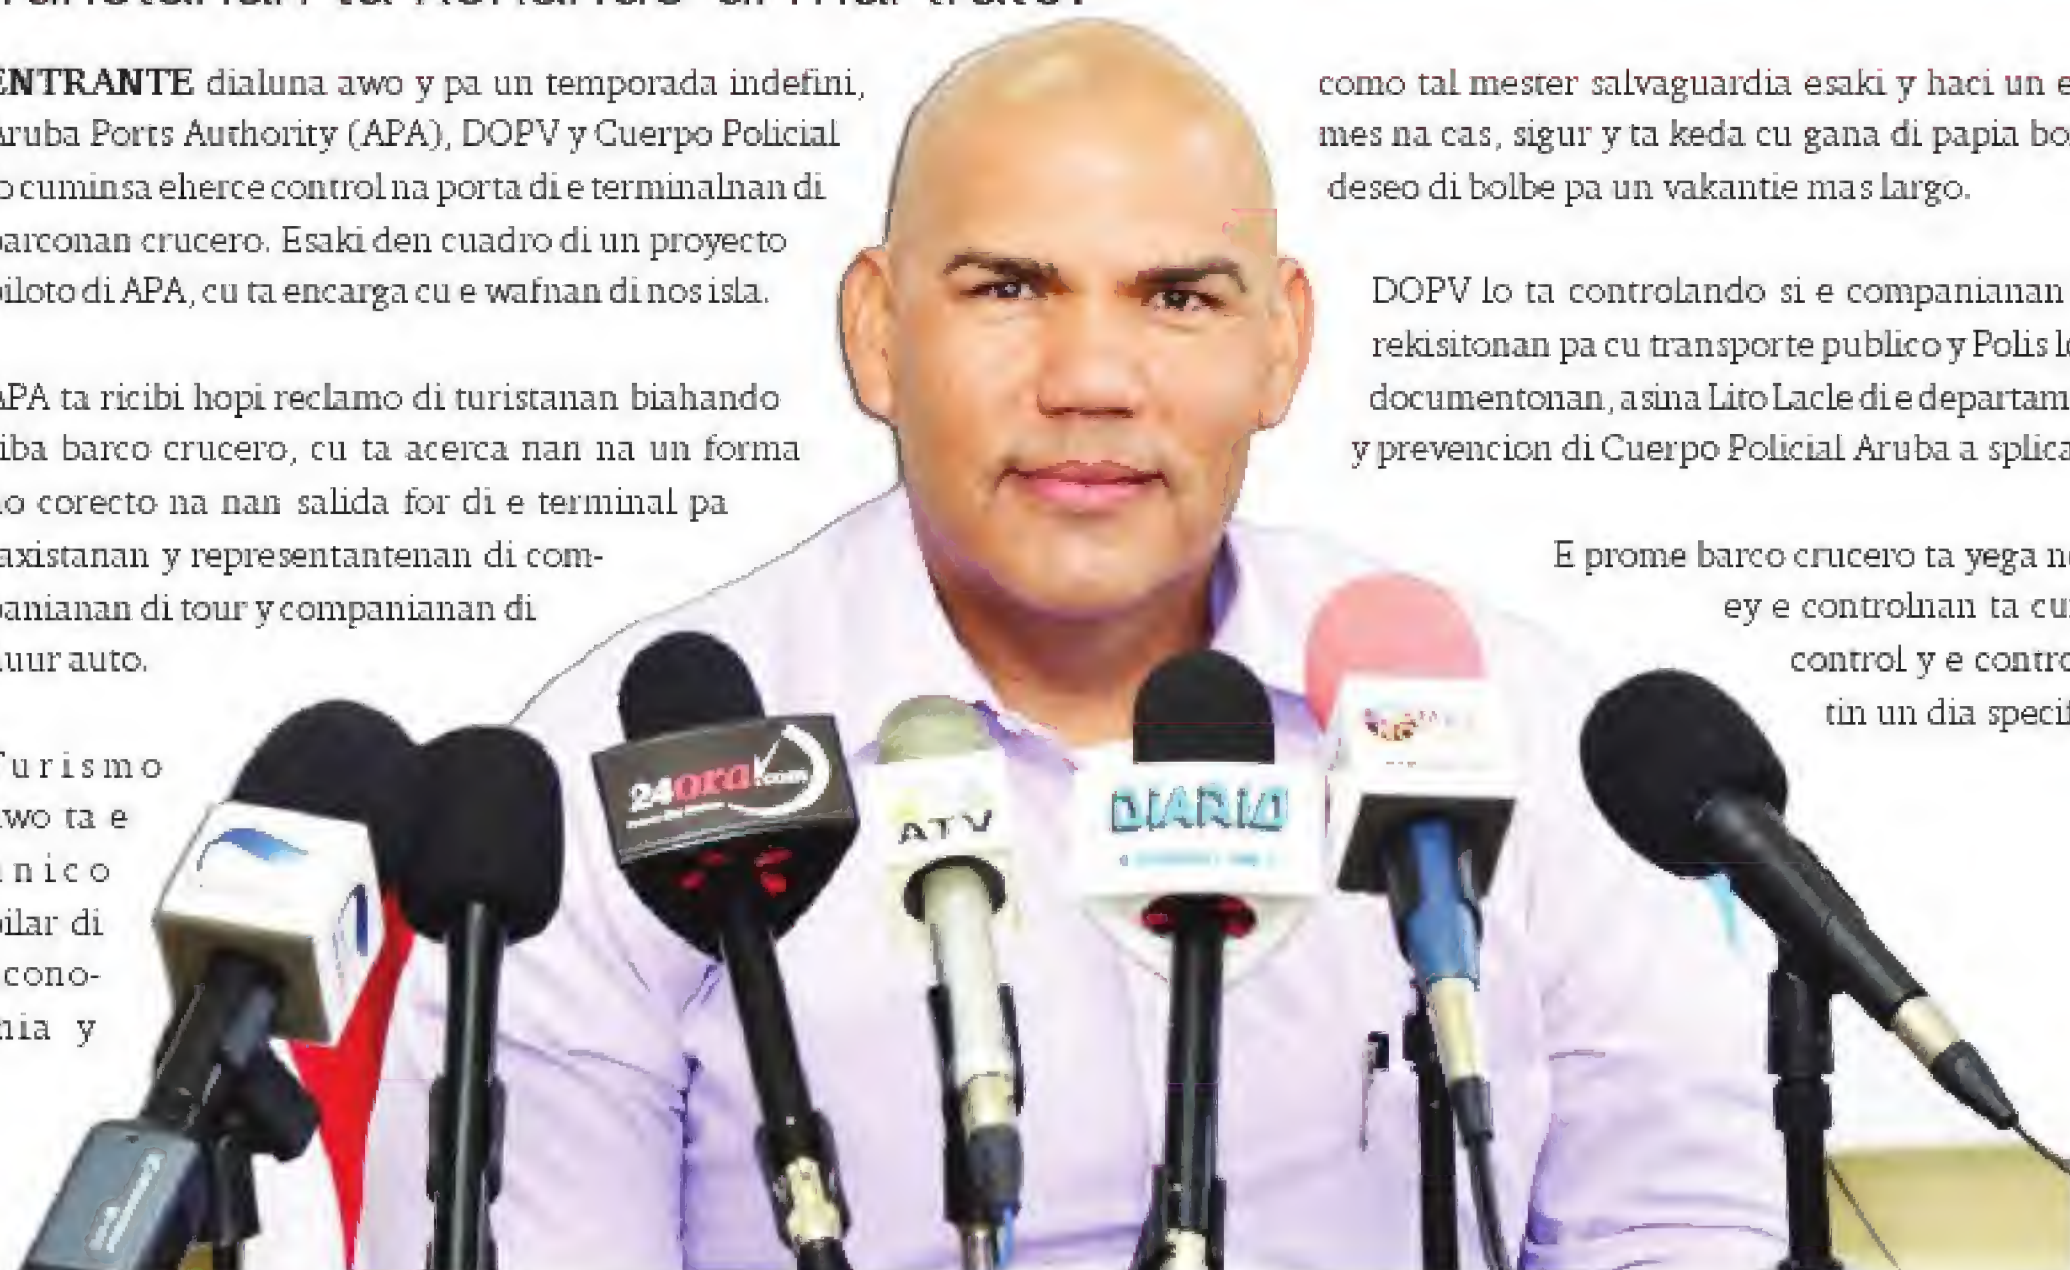 ENTRANTE dialuna awo y pa un temporada indefini,
Aruba Ports Authority (APA), DOPV y Cuerpo Policial
lo cuminsa eherce control na porta di e terminalnan di
barconan crucero. Esaki den cuadro di un proyecto
piloto di APA, cu ta encarga cu e wafnan di nos isla.
APA ta ricibi hopi reclamo di turistanan biahando
riba barco crucero, cu ta acerca nan na un forma
no corecto na nan salida for di e terminal pa
taxistanan y representantenan di com-
panianan di tour y companianan di
huur auto.
Turismo
awo ta e
unico
pilar di
econo-
mia y
como tal mester salvaguardia esaki y haci un
mes na cas, sigur y ta keda cu gana di papia
deseo di bolbe pa un vakantie mas largo.
DOPV lo ta controlando si e companianan
rekisitonan pa cu transporte publico y Polis
documentonan, asina Lito Lacle di e
y prevencion di Cuerpo Policial Aruba a
E prome barco crucero ta yega
ey e controlnan ta
control y e
tin un dia
24ora.com
ATV
DIARIO